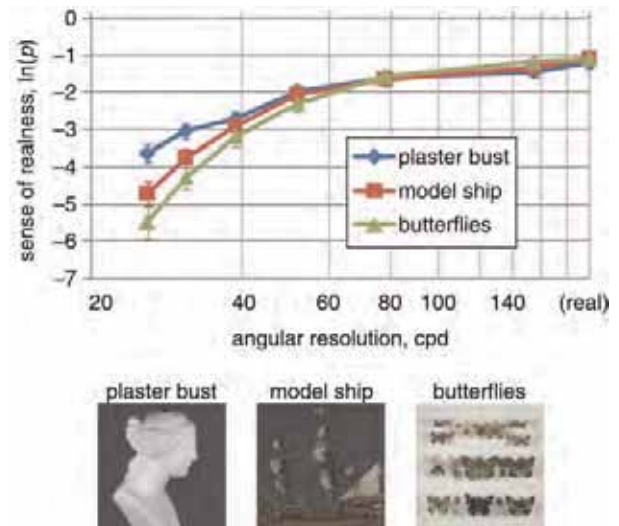 0
−1
−2
−3
−4
−5
−6
−7
sense of realness, ln(p)
plaster bust
model ship
butterflies
20 40 60 80 100 140 (real)
angular resolution, cpd
plaster bust model ship butterflies